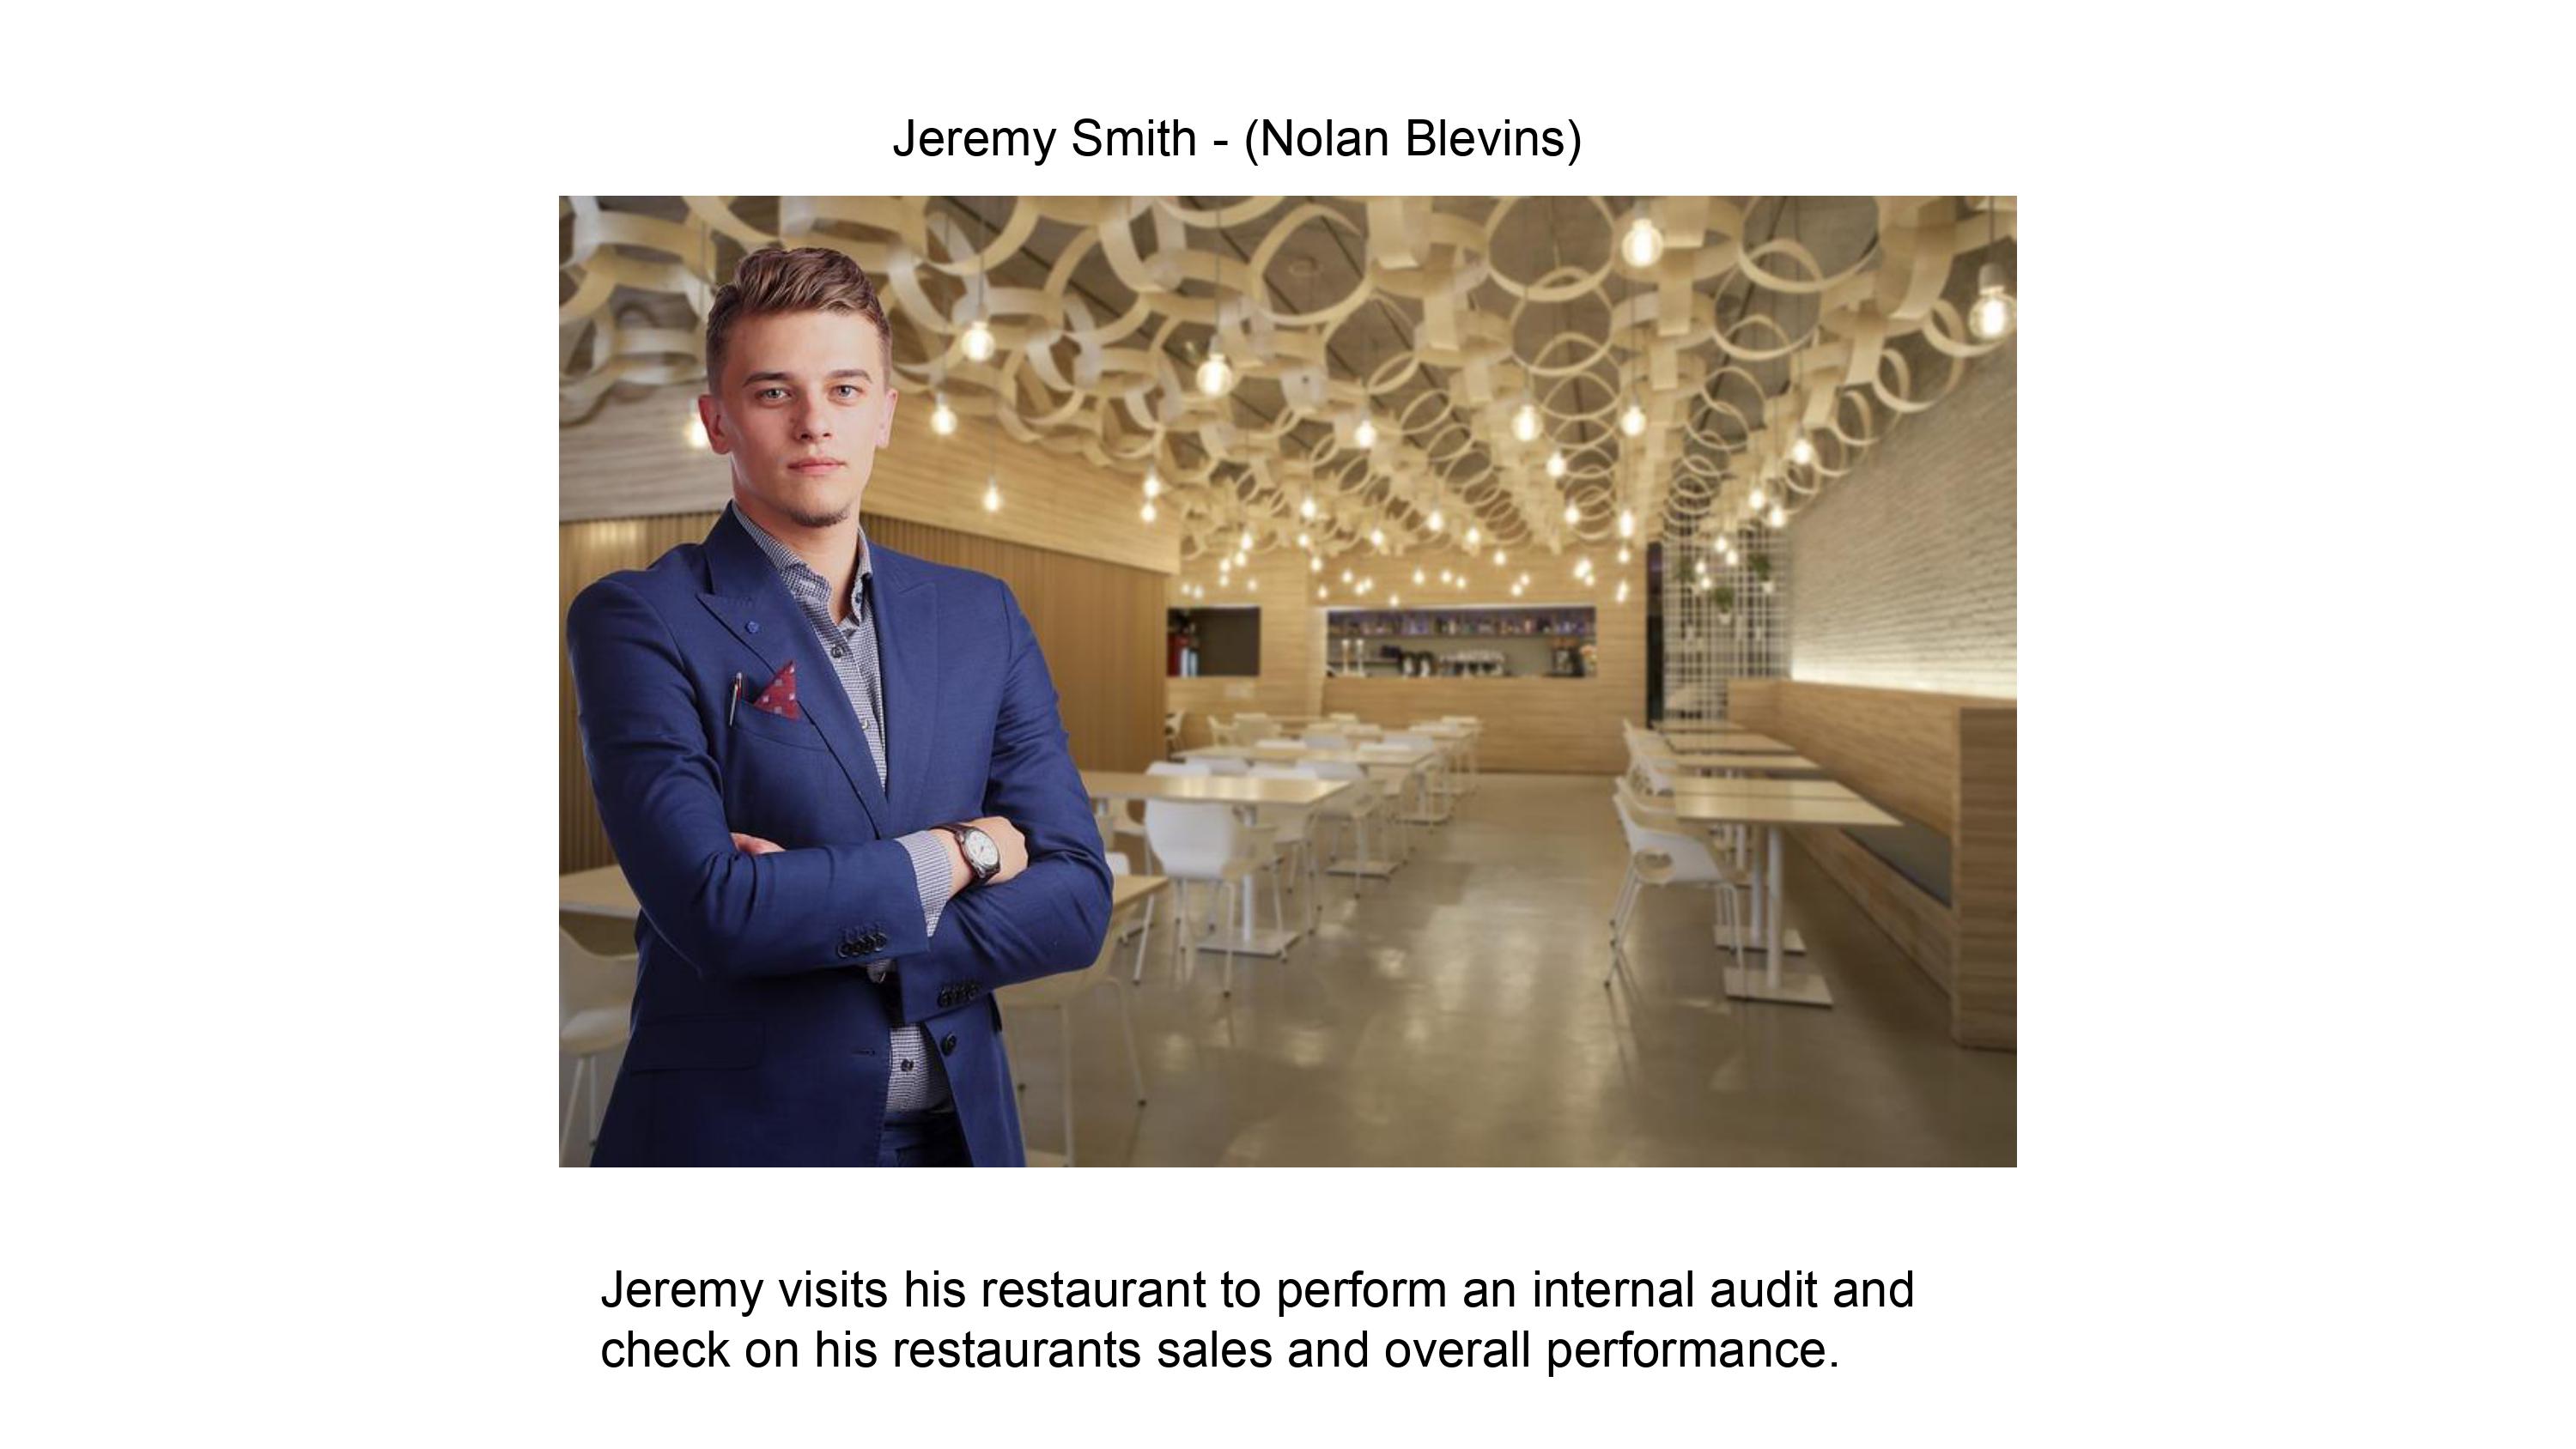 Jeremy Smith - (Nolan Blevins)
Jeremy visits his restaurant to perform an internal audit and
check on his restaurants sales and overall performance.